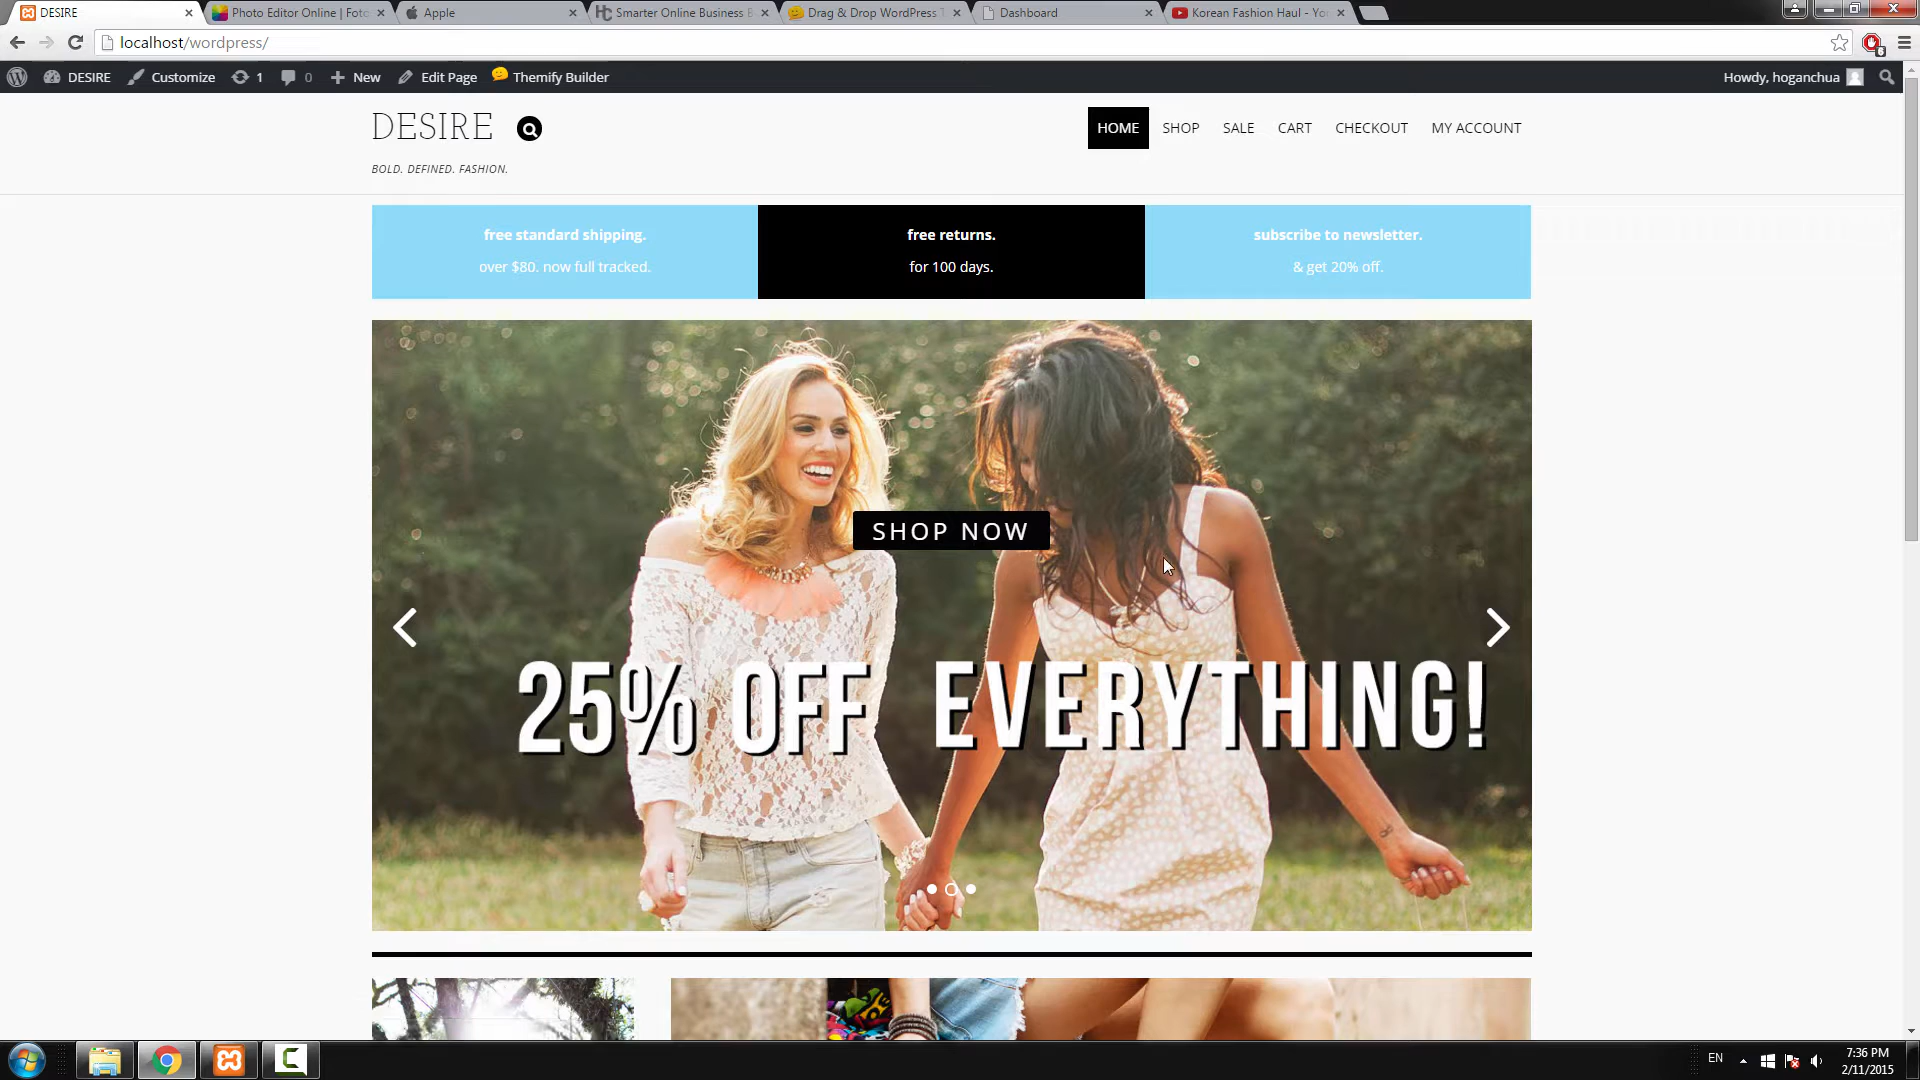 DESIRE
Photo Editor Online | Foto
Apple
Smarter Online Business B
Drag & Drop WordPress T
Dashboard
Korean Fashion Haul - Yo
localhost/wordpress/
6
DESIRE
Customize
1
0
New
Edit Page
Themify Builder
Howdy, hoganchua
DESIRE
HOME
SHOP
SALE
CART
CHECKOUT
MY ACCOUNT
BOLD. DEFINED. FASHION.
free standard shipping.
over $80. now full tracked.
free returns.
for 100 days.
subscribe to newsletter.
& get 20% off.
SHOP NOW
25% OFF EVERYTHING!
EN
7:36 PM
2/11/2015